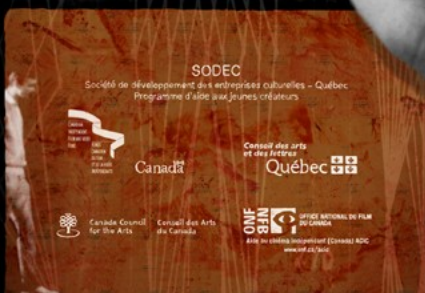 SODEC
Société de développement des entreprises culturelles – Québec
Programme d'aide aux jeunes créateurs
Canada
Conseil des arts
et des lettres
Québec
Canada Council
for the Arts
Conseil des Arts
du Canada
ONF
NFB
OFFICE NATIONAL DU FILM
DU CANADA
Aide au cinéma indépendant (Canada) ACIC
www.onf.ca/acic